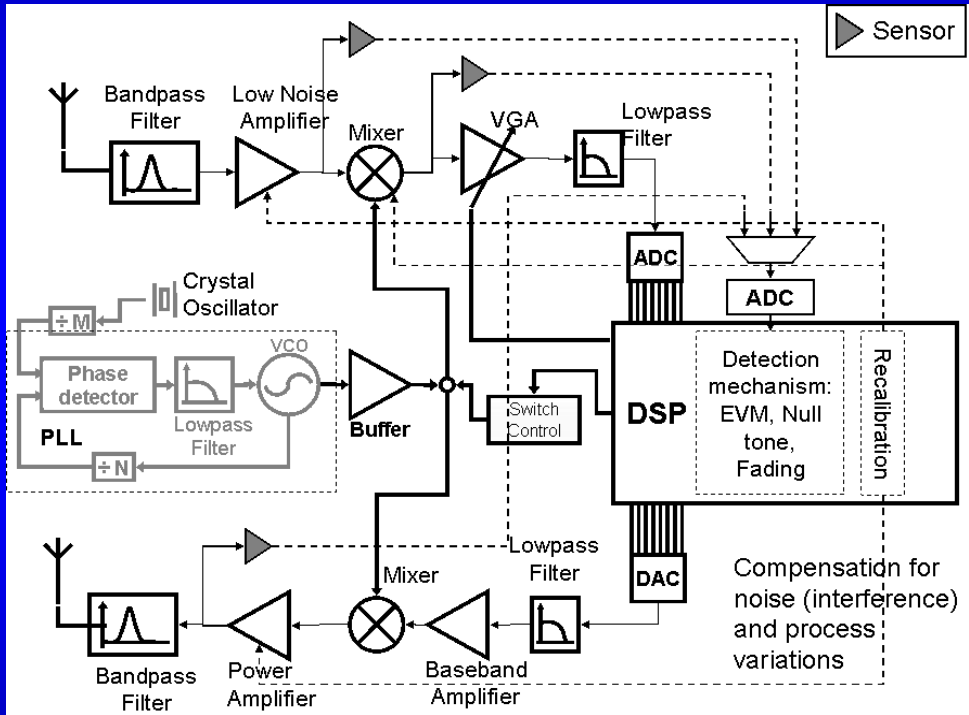 Sensor
Bandpass
Filter
Low Noise
Amplifier
Mixer
VGA
Lowpass
Filter
ADC
ADC
Crystal
Oscillator
÷ M
Phase
detector
VCO
Lowpass
Filter
PLL
÷ N
Buffer
Switch
Control
DSP
Detection
mechanism:
EVM, Null
tone,
Fading
Recalibration
Lowpass
Filter
DAC
Mixer
Bandpass
Filter
Power
Amplifier
Baseband
Amplifier
Compensation for
noise (interference)
and process
variations